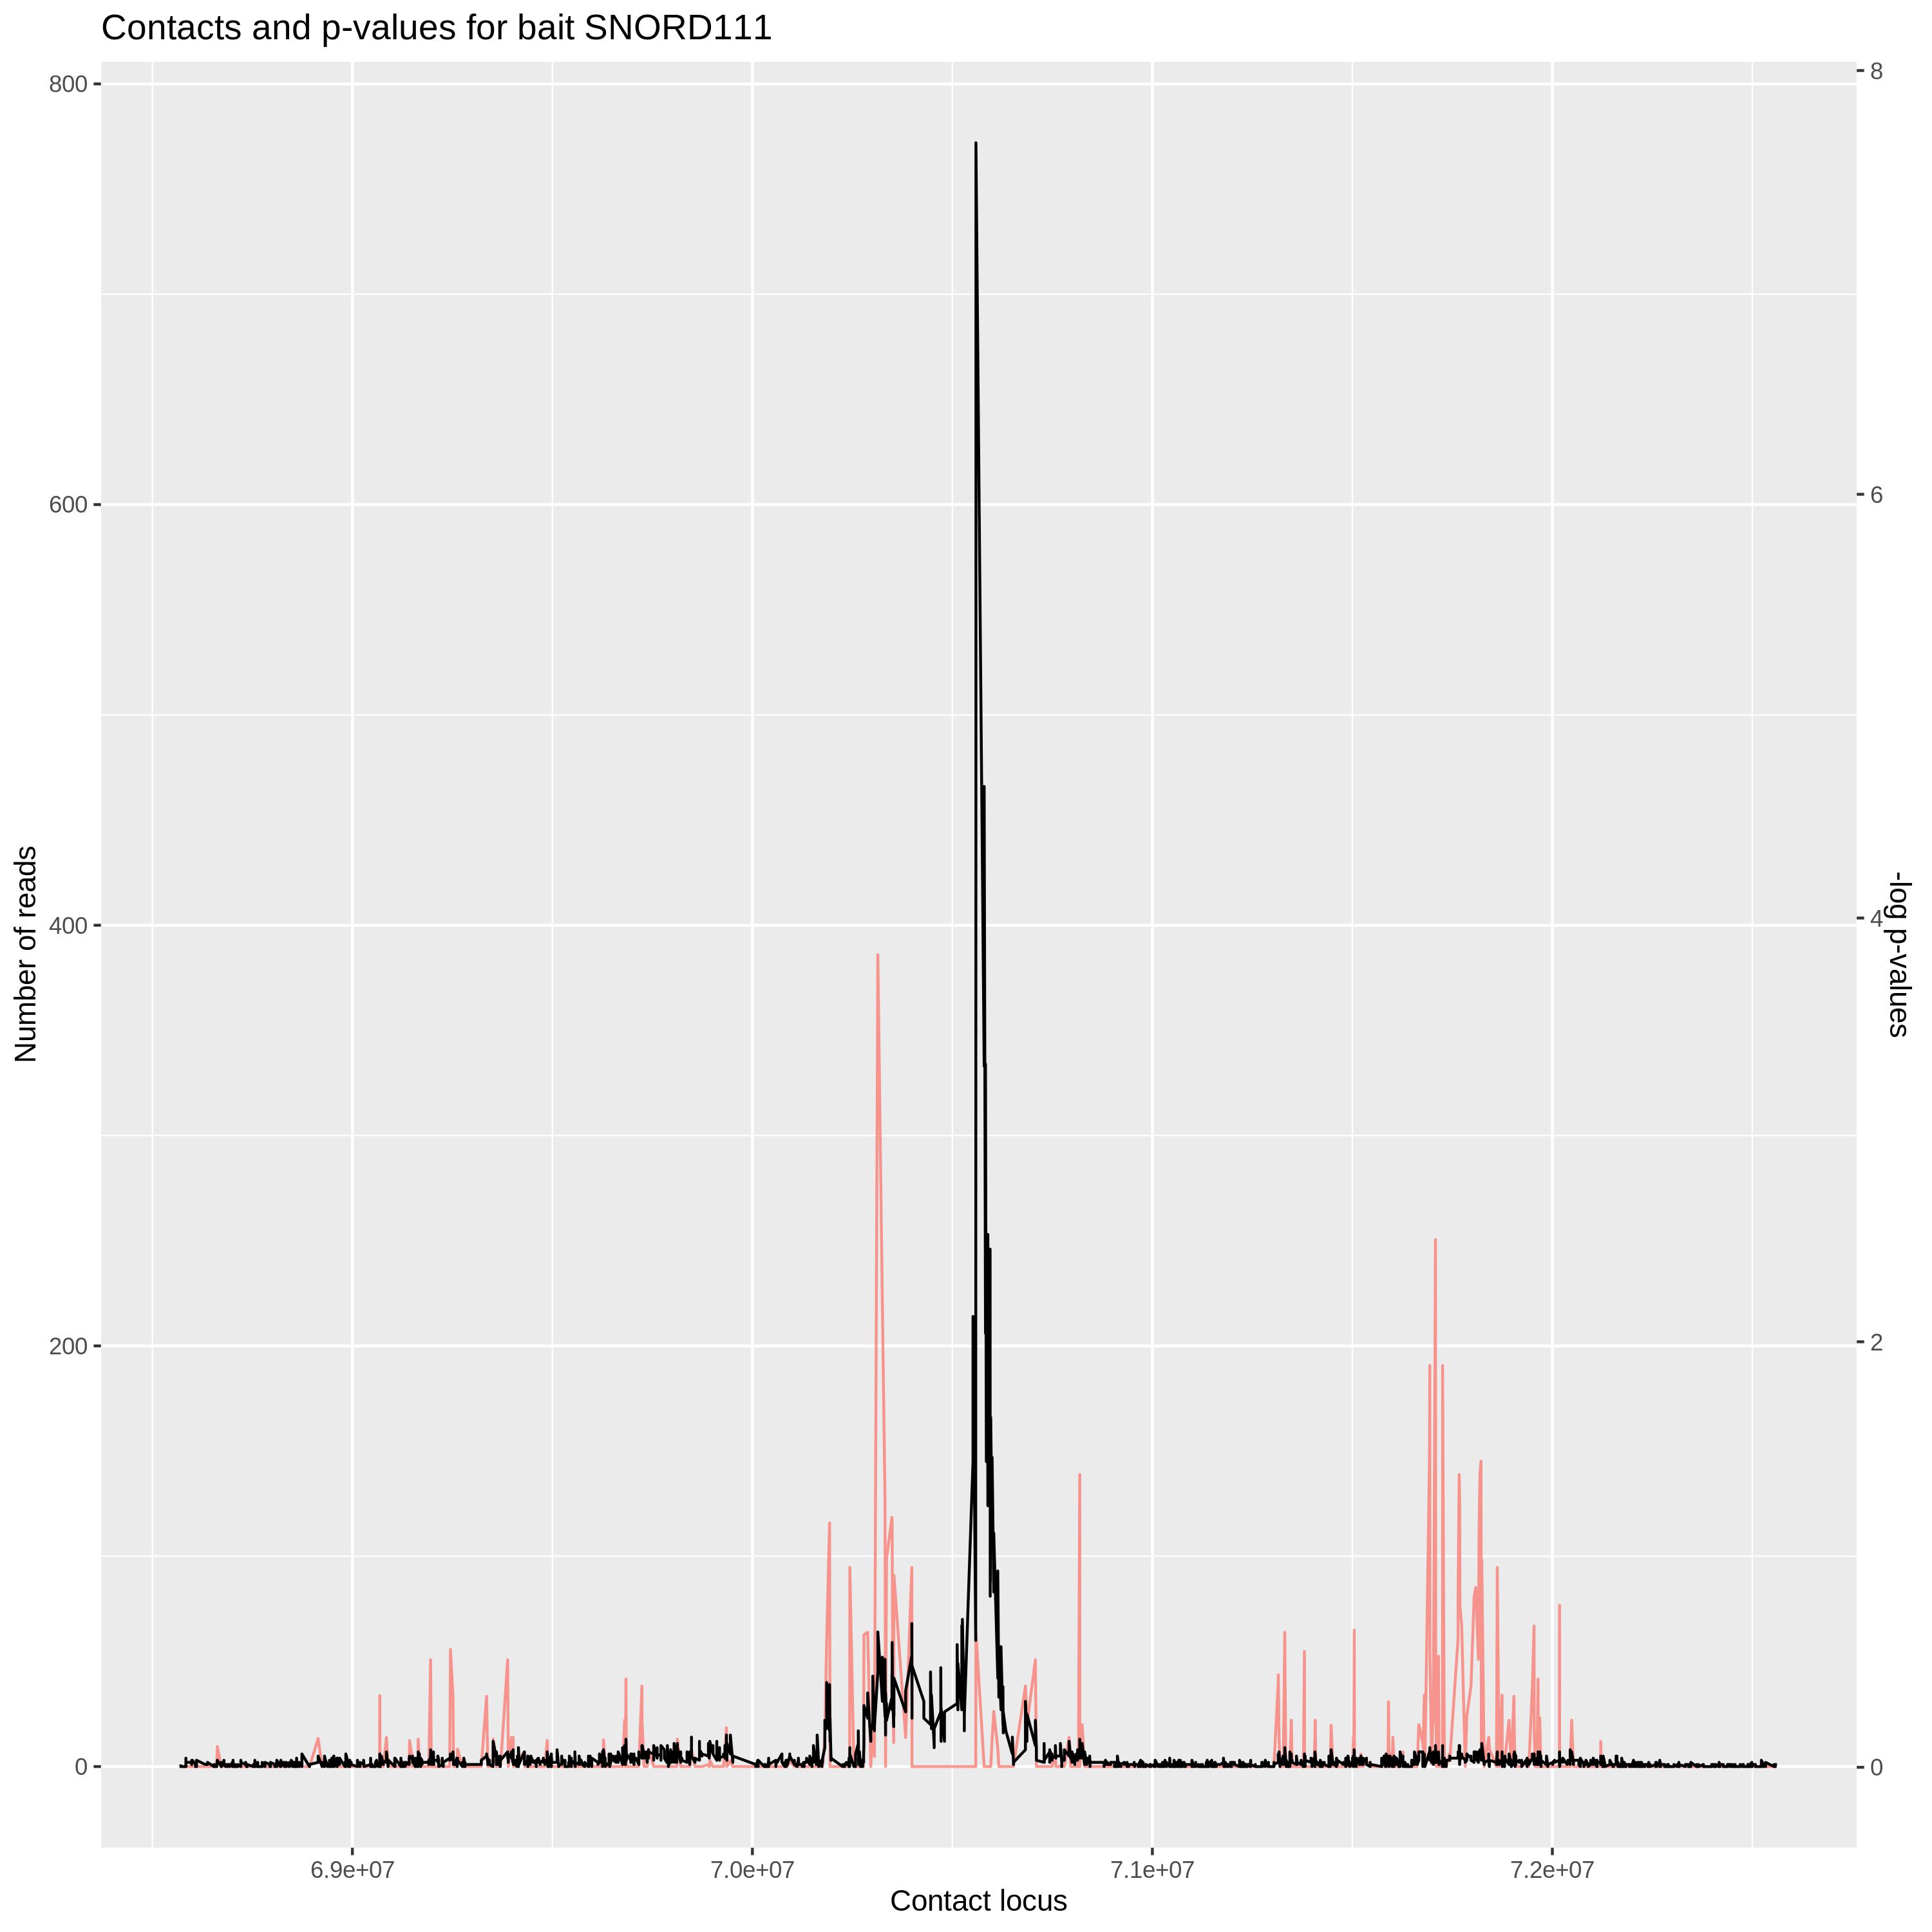 Contacts and p-values for bait SNORD111
800
600
400
200
0
Number of reads
8
6
4
2
0
-log p-values
6.9e+07
7.0e+07
7.1e+07
7.2e+07
Contact locus